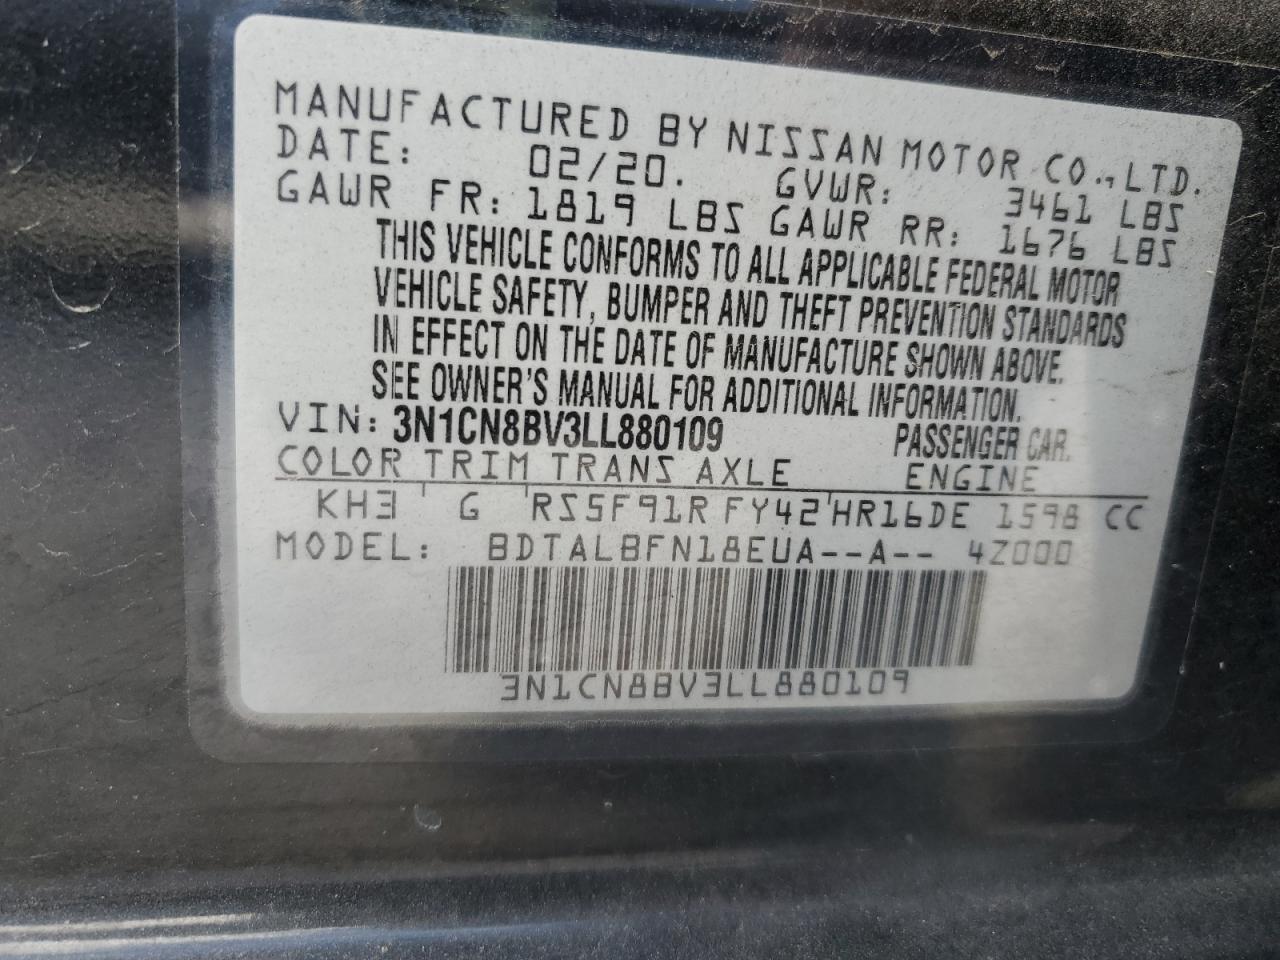 MANUFACTURED BY NISSAN MOTOR CO., LTD.
DATE: 02/20. GVWR: 3461 LBS
GAWR FR: 1819 LBS GAWR RR: 1676 LBS
THIS VEHICLE CONFORMS TO ALL APPLICABLE FEDERAL MOTOR
VEHICLE SAFETY, BUMPER AND THEFT PREVENTION STANDARDS
IN EFFECT ON THE DATE OF MANUFACTURE SHOWN ABOVE.
SEE OWNER'S MANUAL FOR ADDITIONAL INFORMATION.
VIN: 3N1CN8BV3LL880109 PASSENGER CAR.
COLOR TRIM TRANS AXLE ENGINE
KH3 ' G RS5F91R FY42'HR16DE 1598 CC
MODEL: BDTALBFN18EUA--A-- 4Z000
3N1CN8BV3LL880109